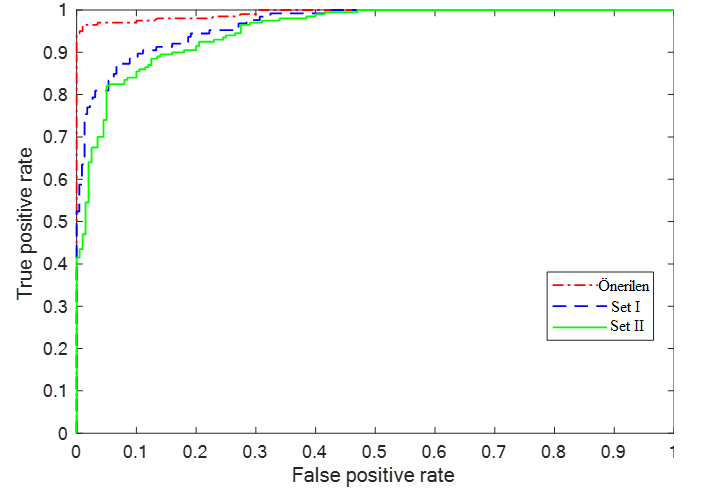 True positive rate
1
0.9
0.8
0.7
0.6
0.5
0.4
0.3
0.2
0.1
0
0 0.1 0.2 0.3 0.4 0.5 0.6 0.7 0.8 0.9 1
False positive rate
Önerilen
Set I
Set II